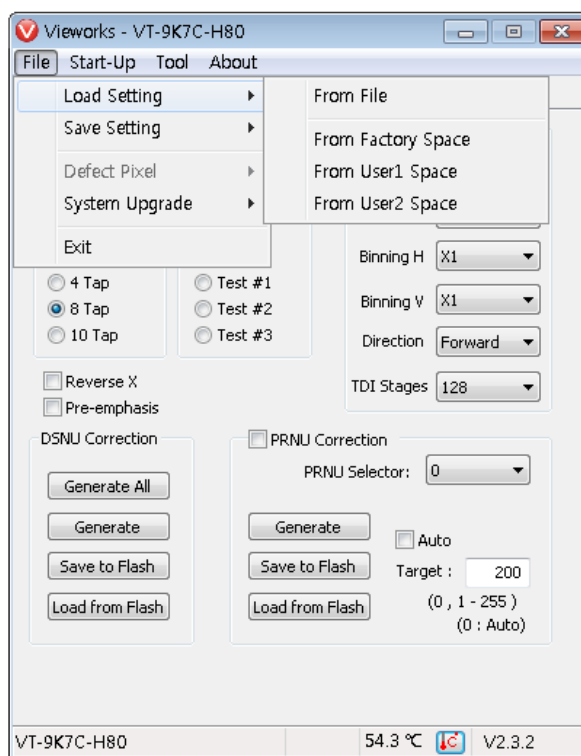 Vieworks - VT-9K7C-H80
File Start-Up Tool About
Load Setting
Save Setting
Defect Pixel
System Upgrade
Exit
From File
From Factory Space
From User1 Space
From User2 Space
4 Tap
8 Tap
10 Tap
Test #1
Test #2
Test #3
Binning H X1
Binning V X1
Direction Forward
TDI Stages 128
Reverse X
Pre-emphasis
DSNU Correction
Generate All
Generate
Save to Flash
Load from Flash
PRNU Correction
PRNU Selector: 0
Generate
Save to Flash
Load from Flash
Auto
Target : 200
(0 , 1 - 255 )
(0 : Auto)
VT-9K7C-H80 54.3 ℃ C V2.3.2